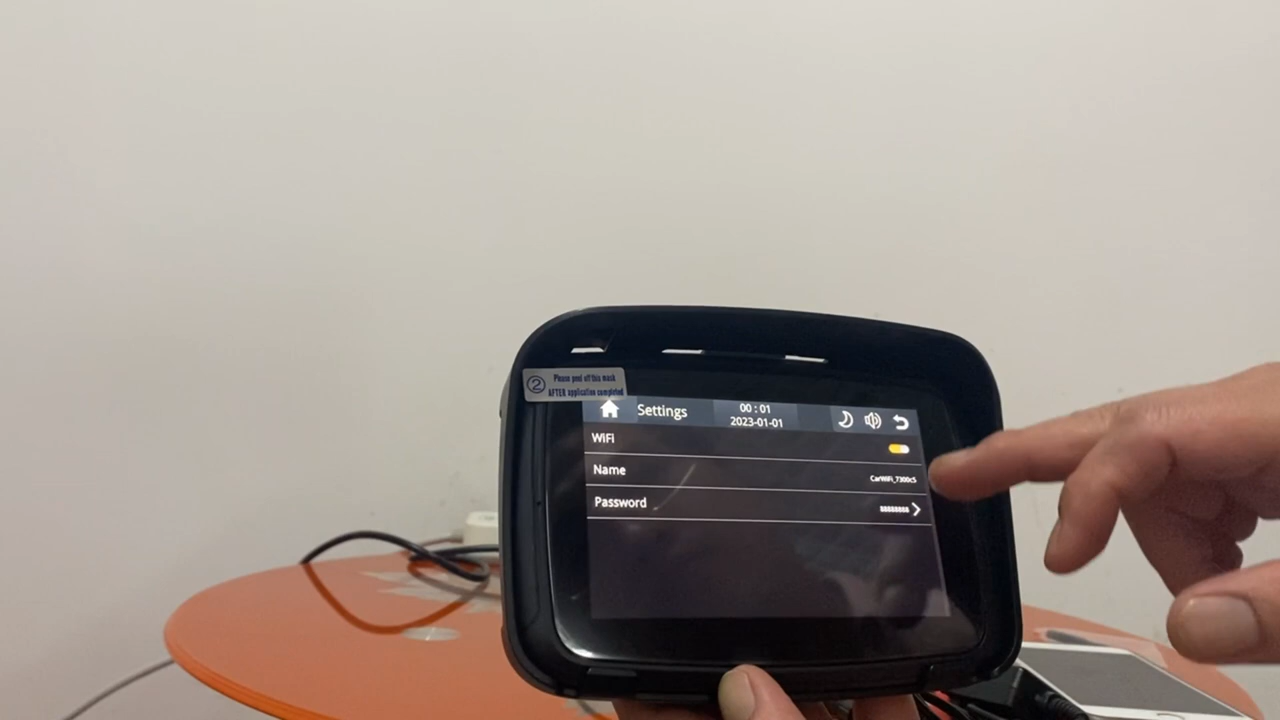 ② Please peel off this mask
AFTER application completed
Settings
00 : 01
2023-01-01
WiFi
Name
CarWiFi_7300c5
Password
88888888